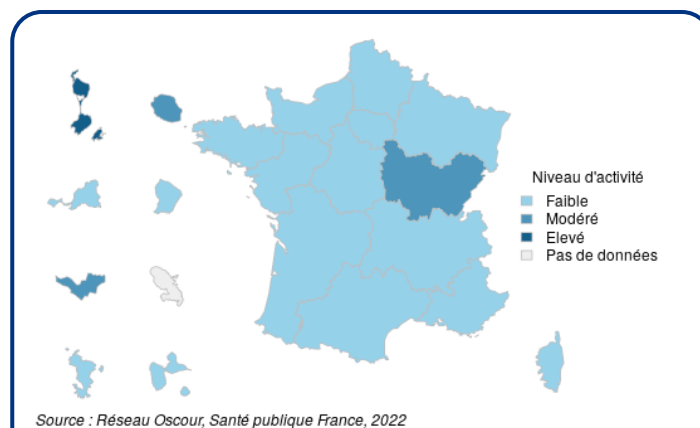 Niveau d'activité
Faible
Modéré
Elevé
Pas de données
Source : Réseau Oscour, Santé publique France, 2022